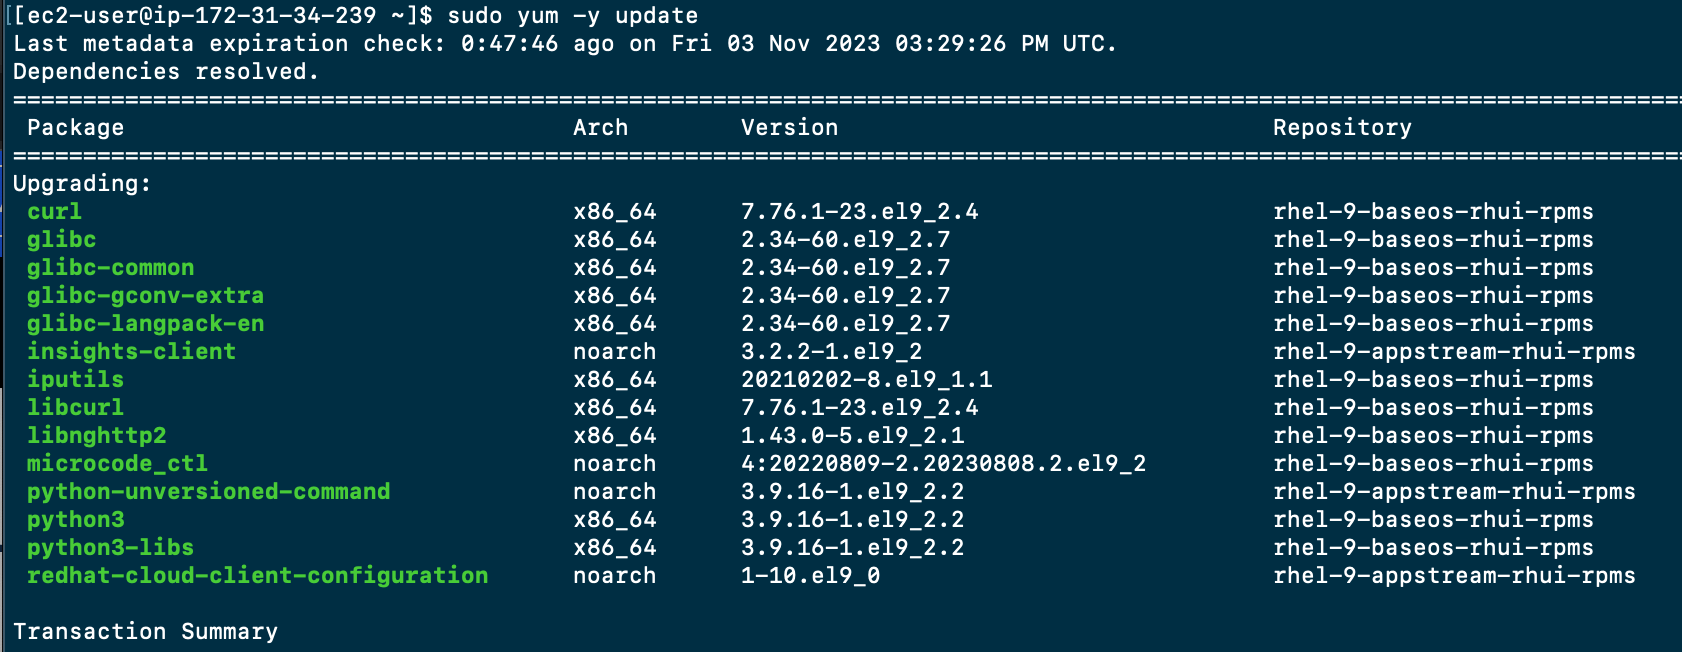 [[ec2-user@ip-172-31-34-239 ~]$ sudo yum -y update
Last metadata expiration check: 0:47:46 ago on Fri 03 Nov 2023 03:29:26 PM UTC.
Dependencies resolved.
========================================================================================================================
Package Arch Version Repository
========================================================================================================================
Upgrading:
curl x86_64 7.76.1-23.el9_2.4 rhel-9-baseos-rhui-rpms
glibc x86_64 2.34-60.el9_2.7 rhel-9-baseos-rhui-rpms
glibc-common x86_64 2.34-60.el9_2.7 rhel-9-baseos-rhui-rpms
glibc-gconv-extra x86_64 2.34-60.el9_2.7 rhel-9-baseos-rhui-rpms
glibc-langpack-en x86_64 2.34-60.el9_2.7 rhel-9-baseos-rhui-rpms
insights-client noarch 3.2.2-1.el9_2 rhel-9-appstream-rhui-rpms
iputils x86_64 20210202-8.el9_1.1 rhel-9-baseos-rhui-rpms
libcurl x86_64 7.76.1-23.el9_2.4 rhel-9-baseos-rhui-rpms
libnghttp2 x86_64 1.43.0-5.el9_2.1 rhel-9-baseos-rhui-rpms
microcode_ctl noarch 4:20220809-2.20230808.2.el9_2 rhel-9-baseos-rhui-rpms
python-unversioned-command noarch 3.9.16-1.el9_2.2 rhel-9-appstream-rhui-rpms
python3 x86_64 3.9.16-1.el9_2.2 rhel-9-baseos-rhui-rpms
python3-libs x86_64 3.9.16-1.el9_2.2 rhel-9-baseos-rhui-rpms
redhat-cloud-client-configuration noarch 1-10.el9_0 rhel-9-appstream-rhui-rpms
Transaction Summary